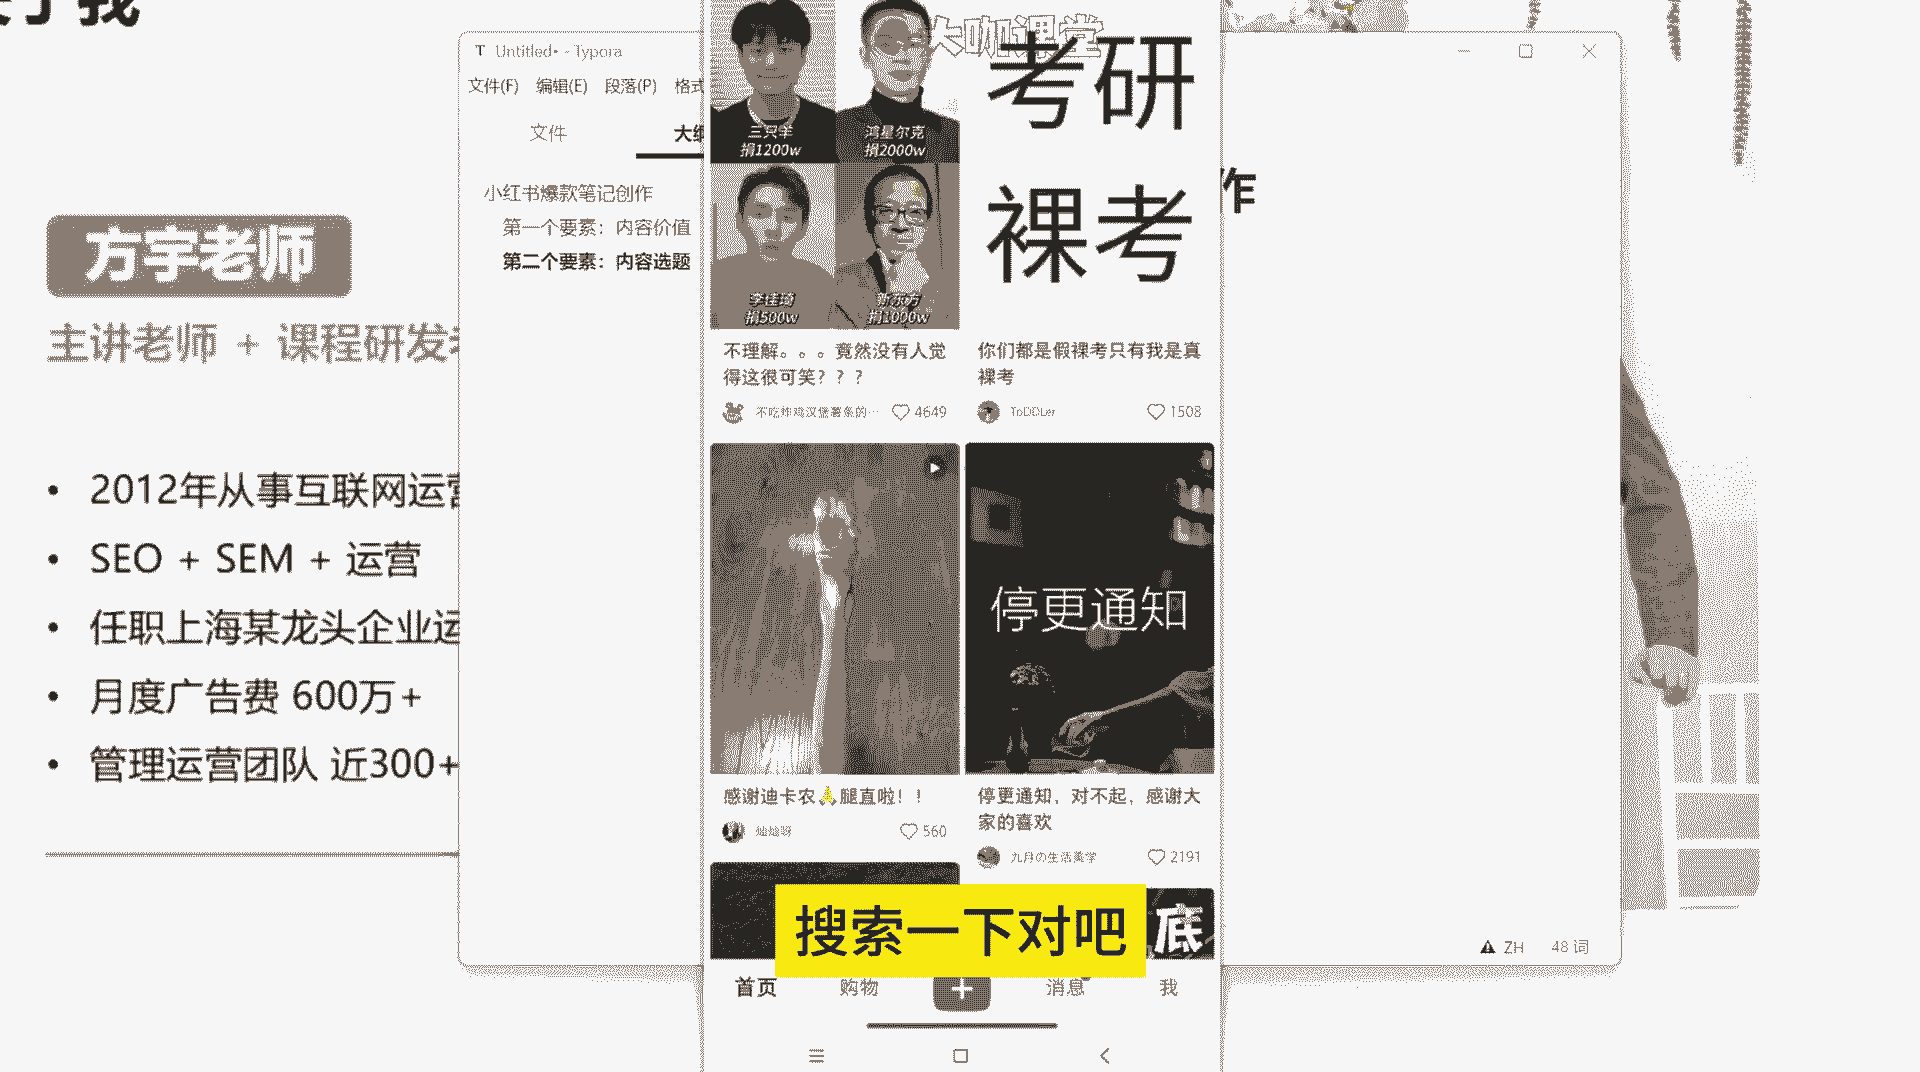 方宇老师
主讲老师 + 课程研发
• 2012年从事互联网运营
• SEO + SEM + 运营
• 任职上海某龙头企业运
• 月度广告费 600万+
• 管理运营团队 近300+
T Untitled• - Typora
文件(F) 编辑(E) 段落(P) 格式
文件
大纲
小红书爆款笔记创作
第一个要素：内容价值
第二个要素：内容选题
大咖课堂
三只羊
捐1200w
鸿星尔克
捐2000w
李佳琦
捐500w
新东方
捐1000w
不理解。。。竟然没有人觉
得这很可笑？？？
不吃炸鸡汉堡薯条的… 4649
考研
裸考
你们都是假裸考只有我是真
裸考
ToDDLer 1508
感谢迪卡农🙏腿直啦！！
560
停更通知
停更通知，对不起，感谢大
家的喜欢
九月の生活美学 2191
底
搜索一下对吧
首页 购物 + 消息 我
作
ZH 48 词